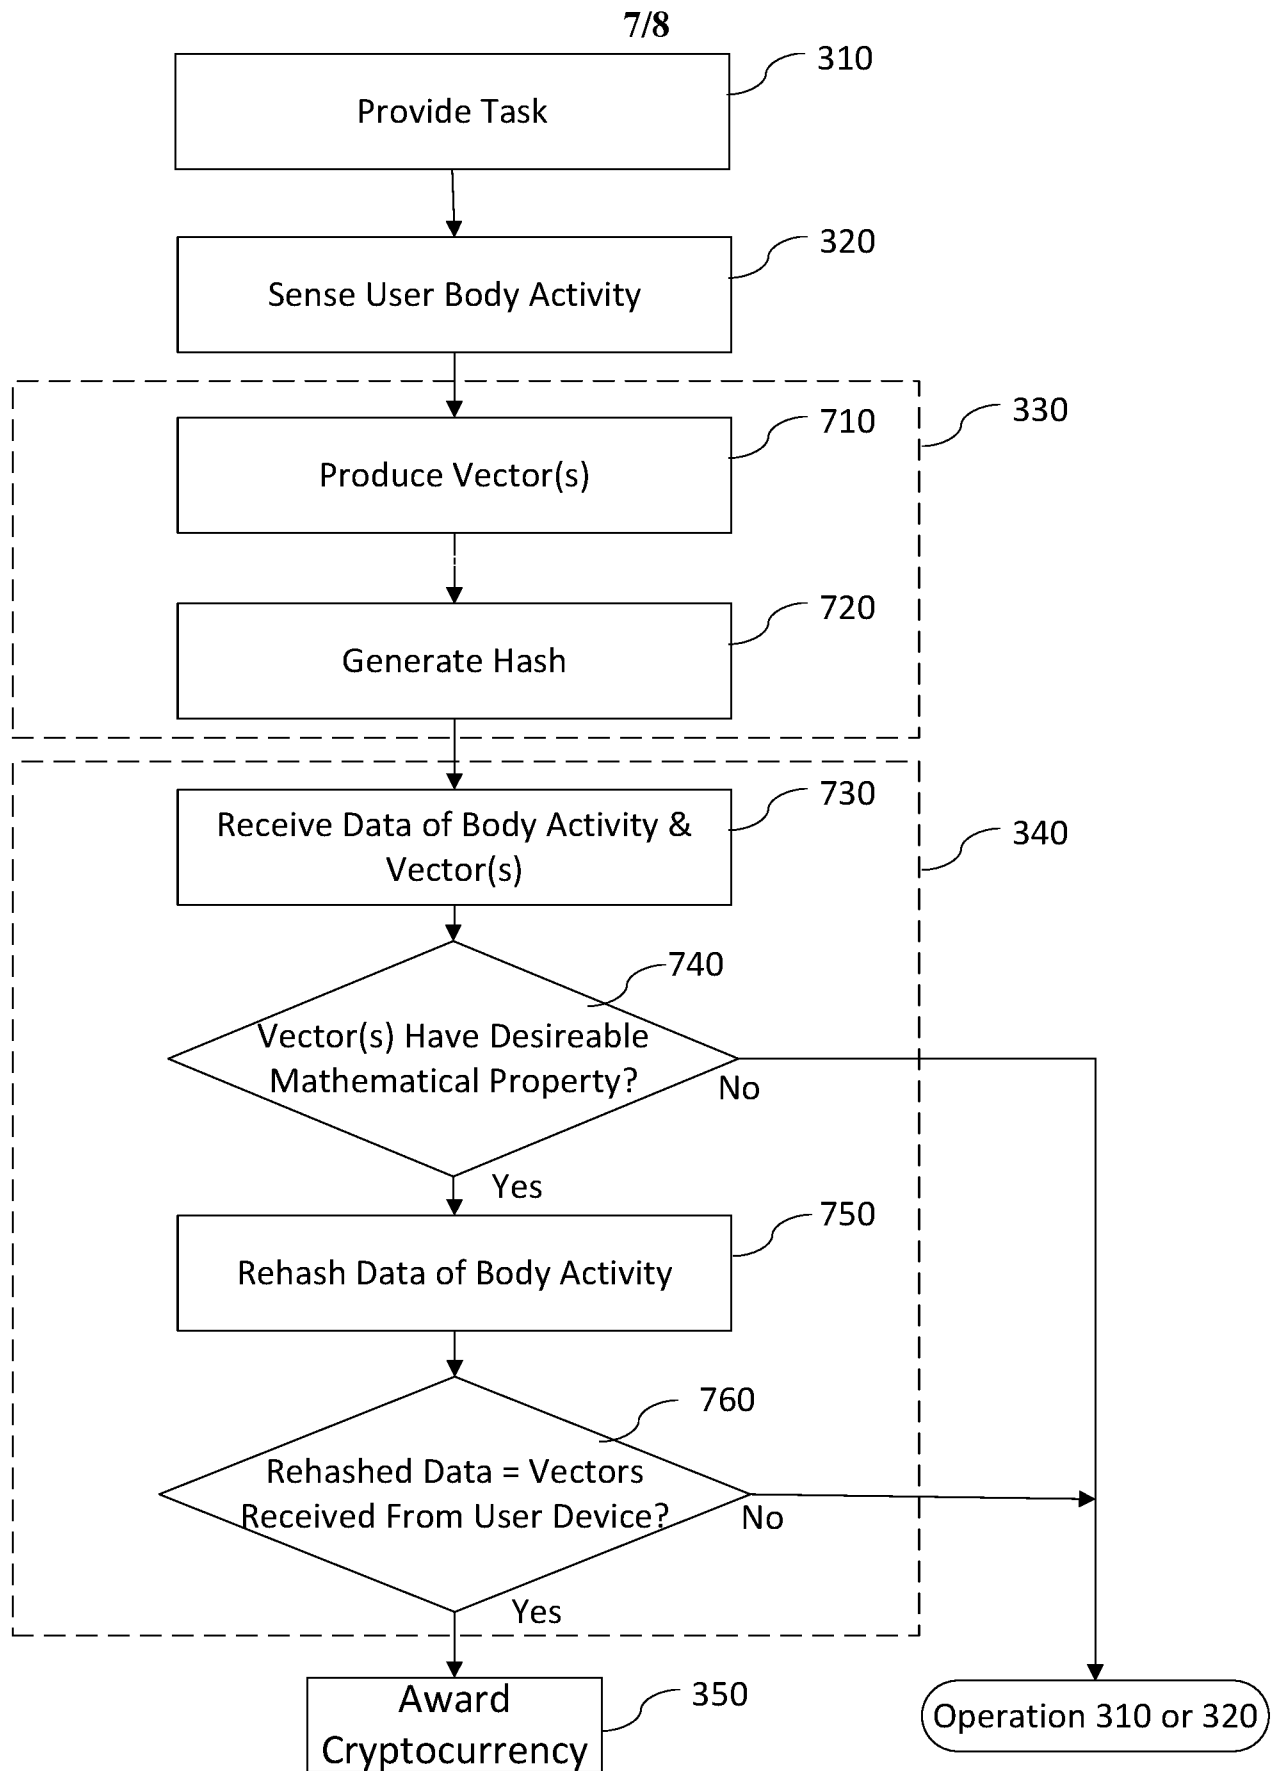 7/8
310
Provide Task
320
Sense User Body Activity
330
710
Produce Vector(s)
720
Generate Hash
730
Receive Data of Body Activity &
Vector(s)
340
740
Vector(s) Have Desireable
Mathematical Property?
No
Yes
750
Rehash Data of Body Activity
760
Rehashed Data = Vectors
Received From User Device?
No
Yes
350
Award
Cryptocurrency
Operation 310 or 320